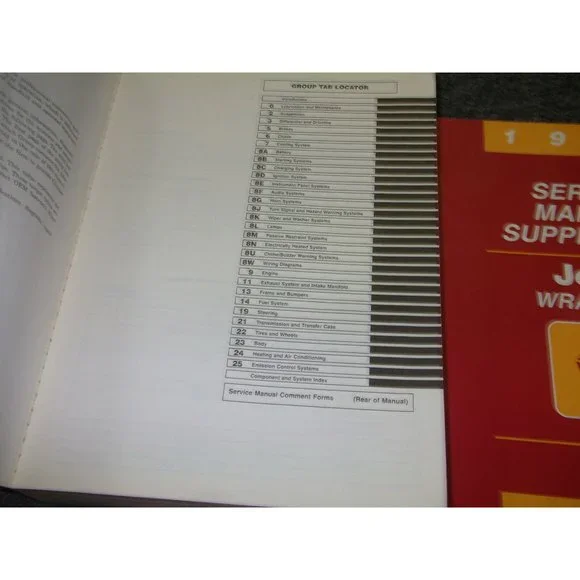 GROUP TAB LOCATOR
Introduction
0 Lubrication and Maintenance
2 Suspension
3 Differential and Driveline
5 Brakes
6 Clutch
7 Cooling System
8A Battery
8B Starting Systems
8C Charging System
8D Ignition System
8E Instrument Panel Systems
8F Audio Systems
8G Horn Systems
8J Turn Signal and Hazard Warning Systems
8K Wiper and Washer Systems
8L Lamps
8M Passive Restraint Systems
8N Electrically Heated System
8U Chime/Buzzer Warning Systems
8W Wiring Diagrams
9 Engine
11 Exhaust System and Intake Manifold
13 Frame and Bumpers
14 Fuel System
19 Steering
21 Transmission and Transfer Case
22 Tires and Wheels
23 Body
24 Heating and Air Conditioning
25 Emission Control Systems
Component and System Index
Service Manual Comment Forms (Rear of Manual)
1 9
SER
MAN
SUPP
Je
WRA